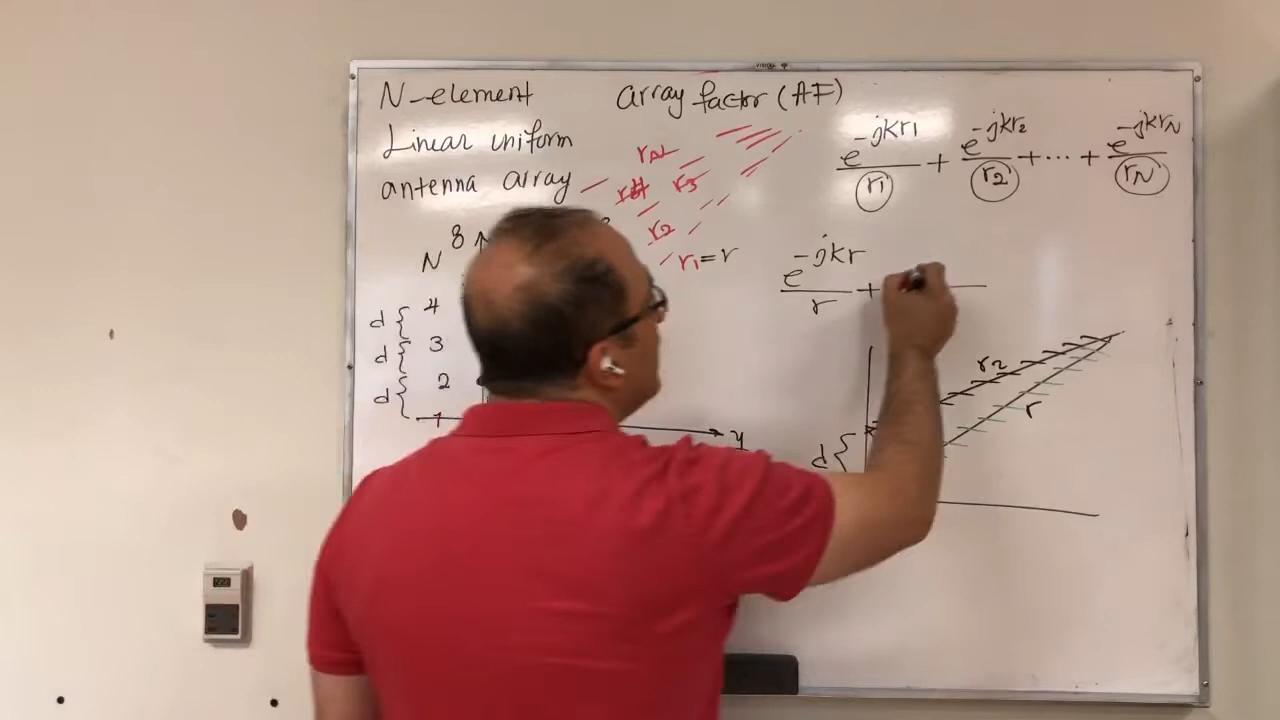 N-element
Linear uniform
antenna array
array factor (AF)
e^-jkr1 / r1 + e^-jkr2 / r2 + ... + e^-jkrN / rN
r3
r2
r1 = r
e^-jkr / r +
8
N
4
3
2
1
d
d
d
y
r2
r
d